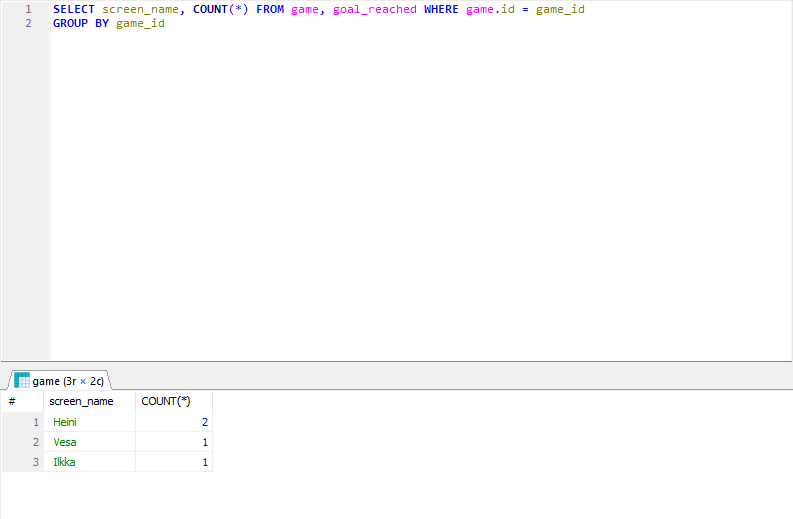 1 SELECT screen_name, COUNT(*) FROM game, goal_reached WHERE game.id = game_id
2 GROUP BY game_id
game (3r × 2c)
# screen_name COUNT(*)
1 Heini 2
2 Vesa 1
3 Ilkka 1